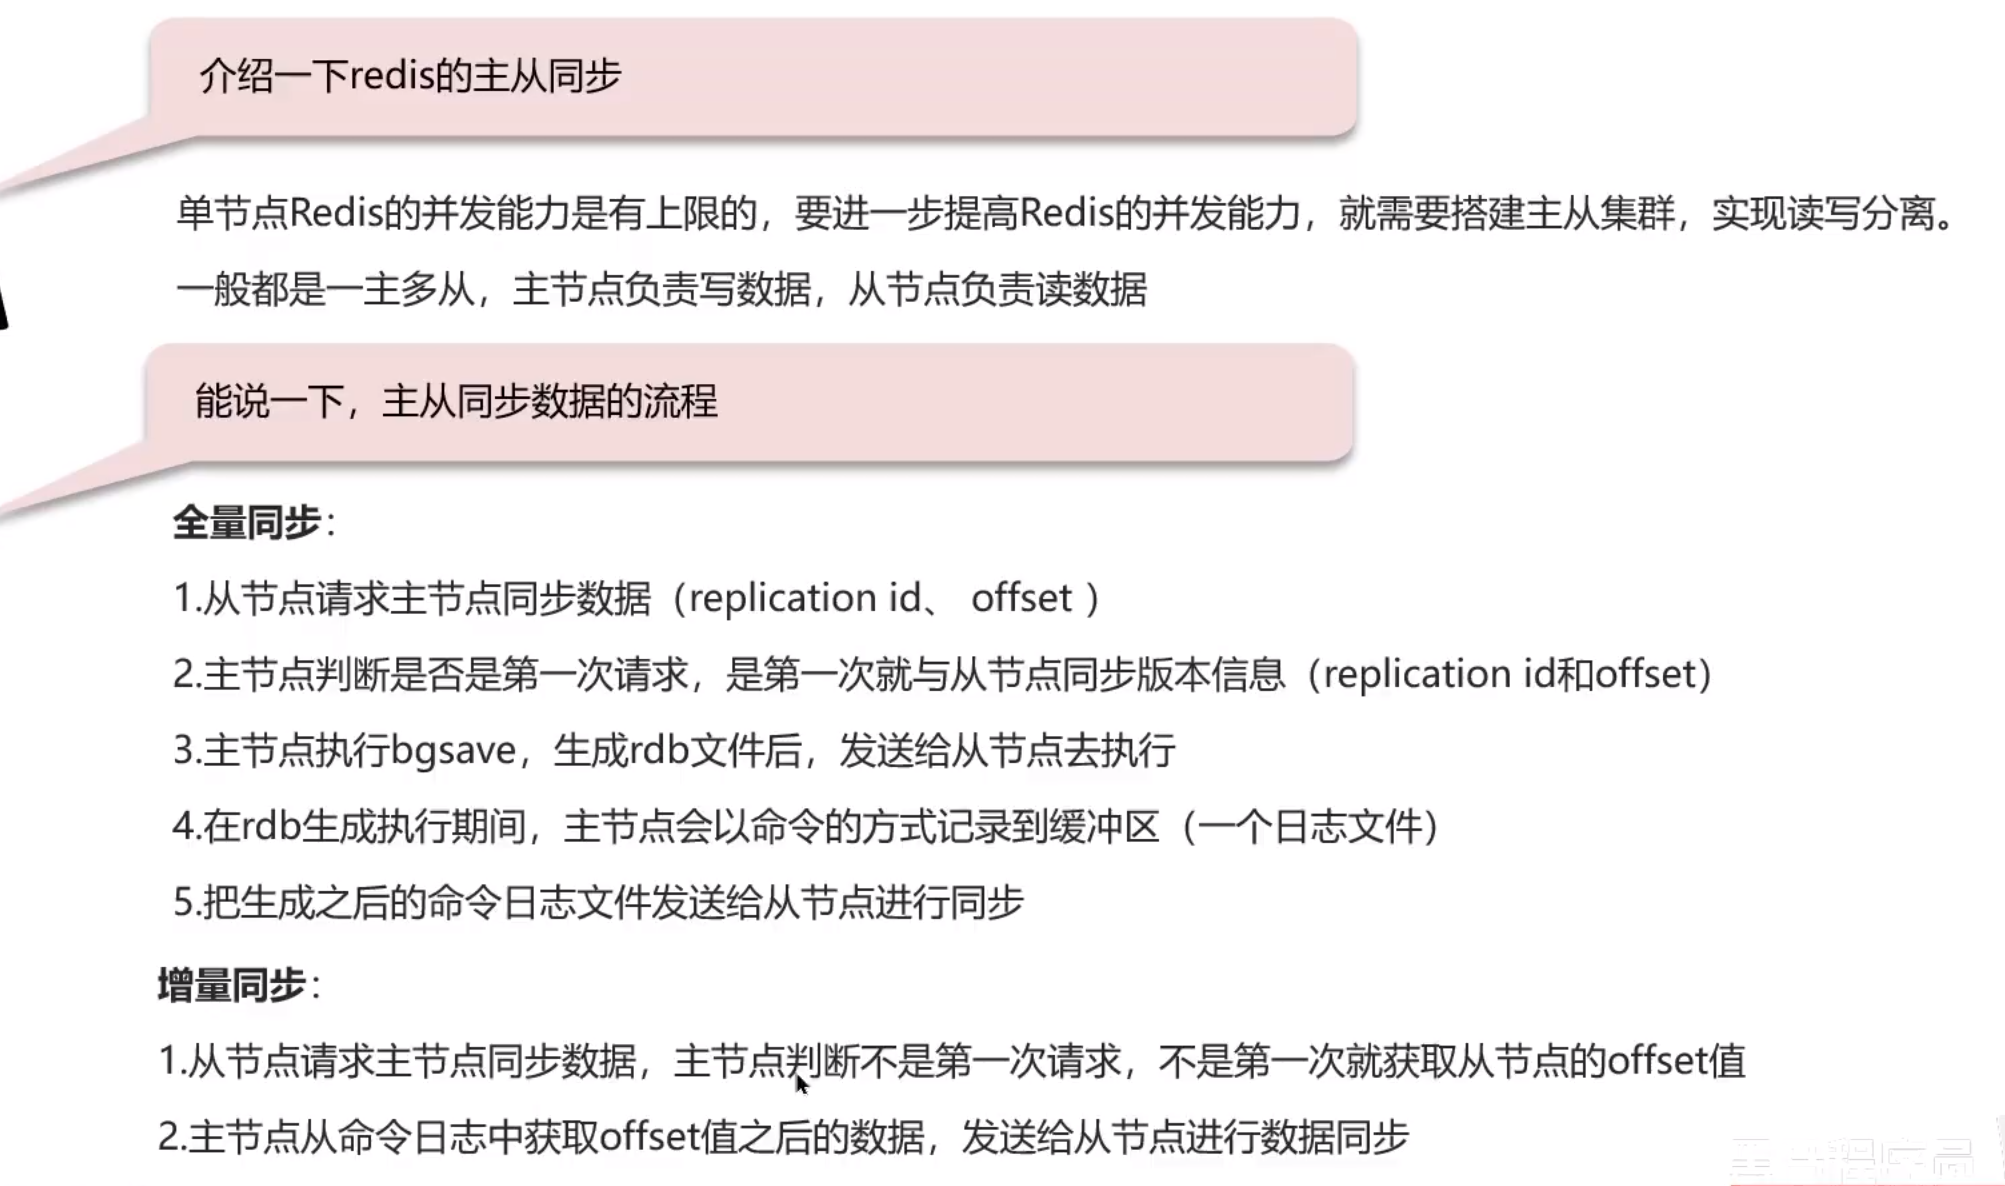 介绍一下redis的主从同步
单节点Redis的并发能力是有上限的，要进一步提高Redis的并发能力，就需要搭建主从集群，实现读写分离。
一般都是一主多从，主节点负责写数据，从节点负责读数据
能说一下，主从同步数据的流程
全量同步：
1.从节点请求主节点同步数据（replication id、 offset ）
2.主节点判断是否是第一次请求，是第一次就与从节点同步版本信息（replication id和offset）
3.主节点执行bgsave，生成rdb文件后，发送给从节点去执行
4.在rdb生成执行期间，主节点会以命令的方式记录到缓冲区（一个日志文件）
5.把生成之后的命令日志文件发送给从节点进行同步
增量同步：
1.从节点请求主节点同步数据，主节点判断不是第一次请求，不是第一次就获取从节点的offset值
2.主节点从命令日志中获取offset值之后的数据，发送给从节点进行数据同步